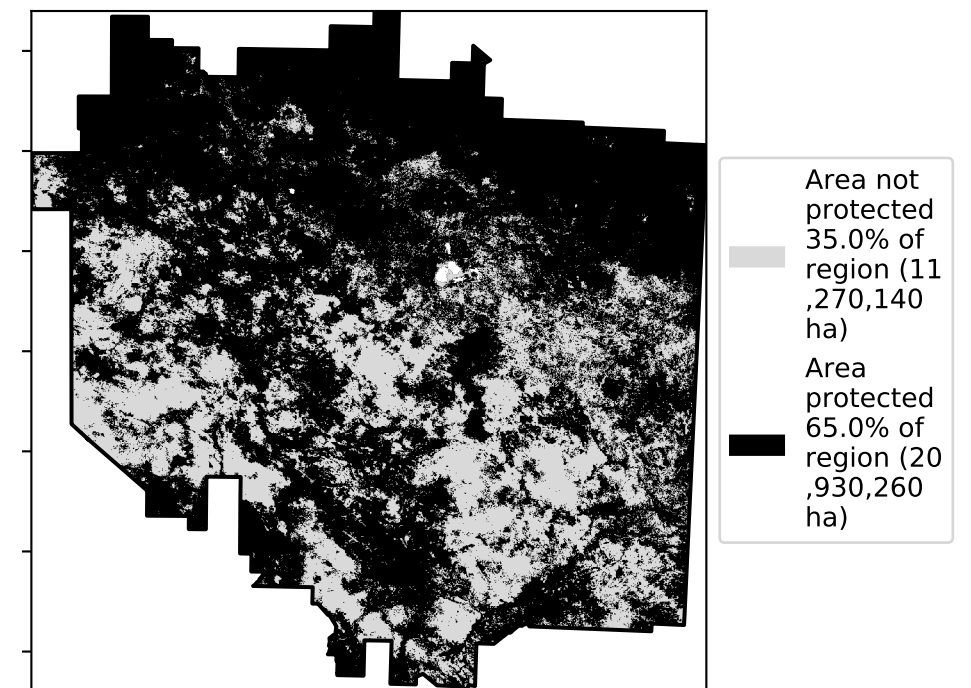 Area not
protected
35.0% of
region (11
,270,140
ha)
Area
protected
65.0% of
region (20
,930,260
ha)